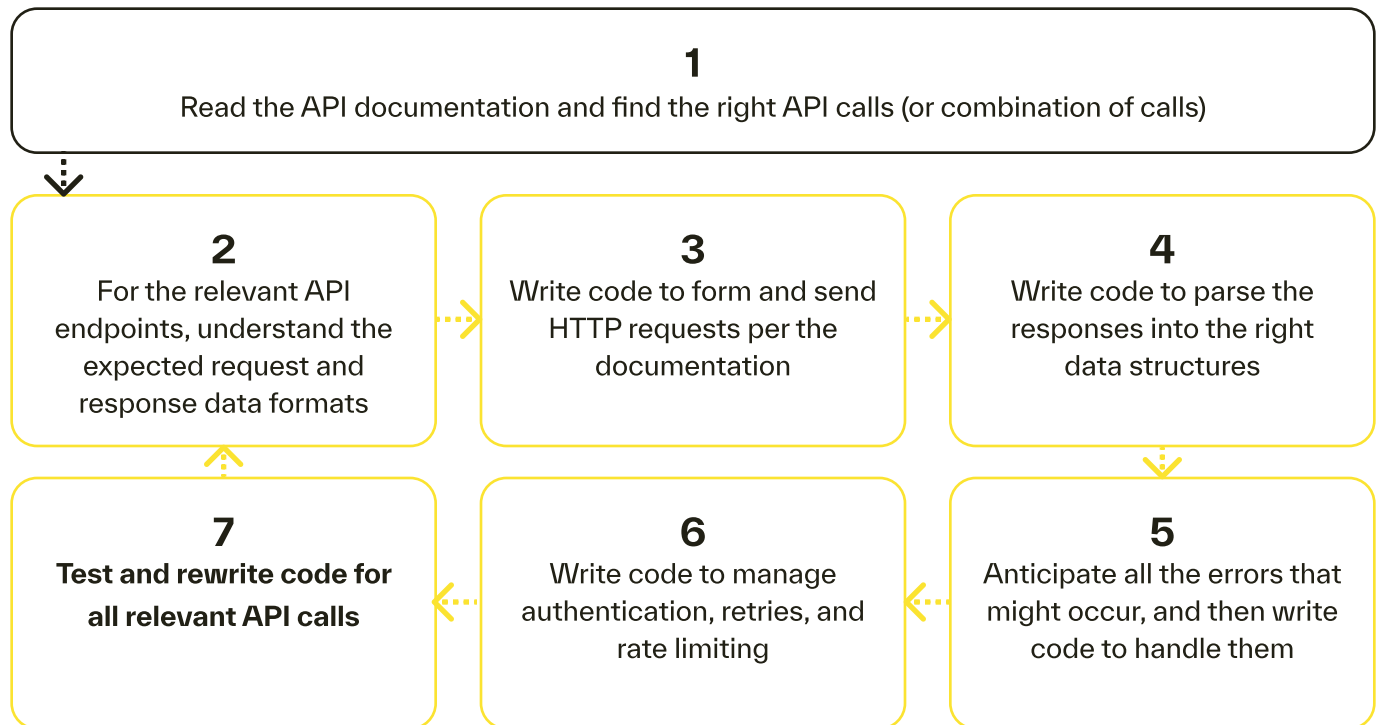 1
Read the API documentation and find the right API calls (or combination of calls)
2
For the relevant API
endpoints, understand the
expected request and
response data formats
3
Write code to form and send
HTTP requests per the
documentation
4
Write code to parse the
responses into the right
data structures
5
Anticipate all the errors that
might occur, and then write
code to handle them
6
Write code to manage
authentication, retries, and
rate limiting
7
Test and rewrite code for
all relevant API calls